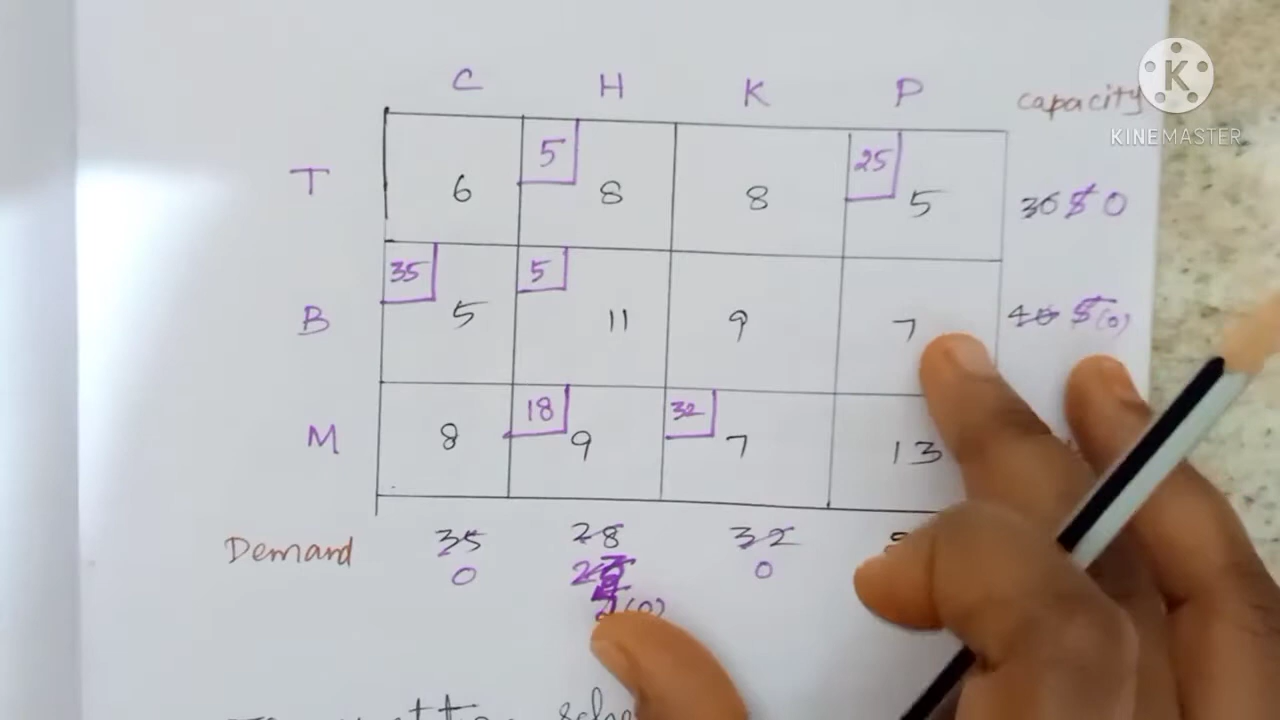 C H K P capacity
K
KINEMASTER
5 25
T 6 8 8 5 30 5 0
35 5
B 5 11 9 7 40 5 (0)
18 32
M 8 9 7 13
Demand 35 28 32
0 0
(0)